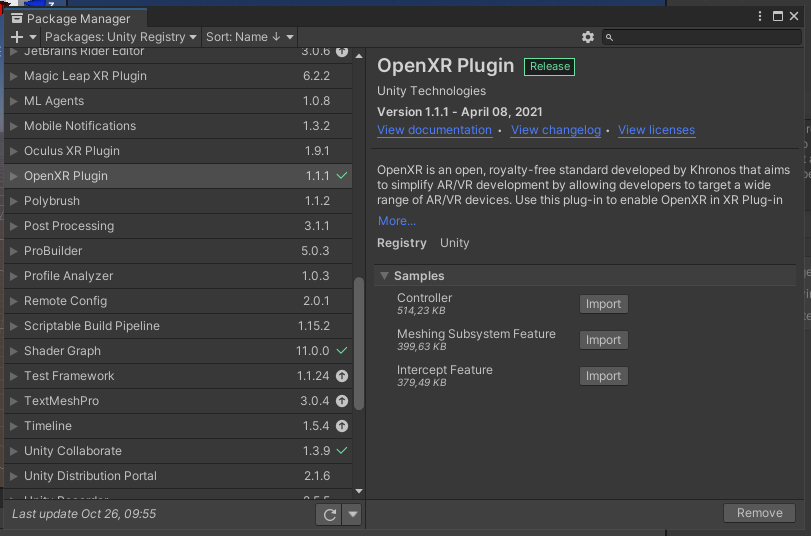 Package Manager
Packages: Unity Registry
Sort: Name ↓
JetBrains Rider Editor 3.0.6
Magic Leap XR Plugin 6.2.2
ML Agents 1.0.8
Mobile Notifications 1.3.2
Oculus XR Plugin 1.9.1
OpenXR Plugin 1.1.1
Polybrush 1.1.2
Post Processing 3.1.1
ProBuilder 5.0.3
Profile Analyzer 1.0.3
Remote Config 2.0.1
Scriptable Build Pipeline 1.15.2
Shader Graph 11.0.0
Test Framework 1.1.24
TextMeshPro 3.0.4
Timeline 1.5.4
Unity Collaborate 1.3.9
Unity Distribution Portal 2.1.6
Last update Oct 26, 09:55
OpenXR Plugin Release
Unity Technologies
Version 1.1.1 - April 08, 2021
View documentation • View changelog • View licenses
OpenXR is an open, royalty-free standard developed by Khronos that aims
to simplify AR/VR development by allowing developers to target a wide
range of AR/VR devices. Use this plug-in to enable OpenXR in XR Plug-in
More...
Registry Unity
Samples
Controller
514,23 KB
Import
Meshing Subsystem Feature
399,63 KB
Import
Intercept Feature
379,49 KB
Import
Remove